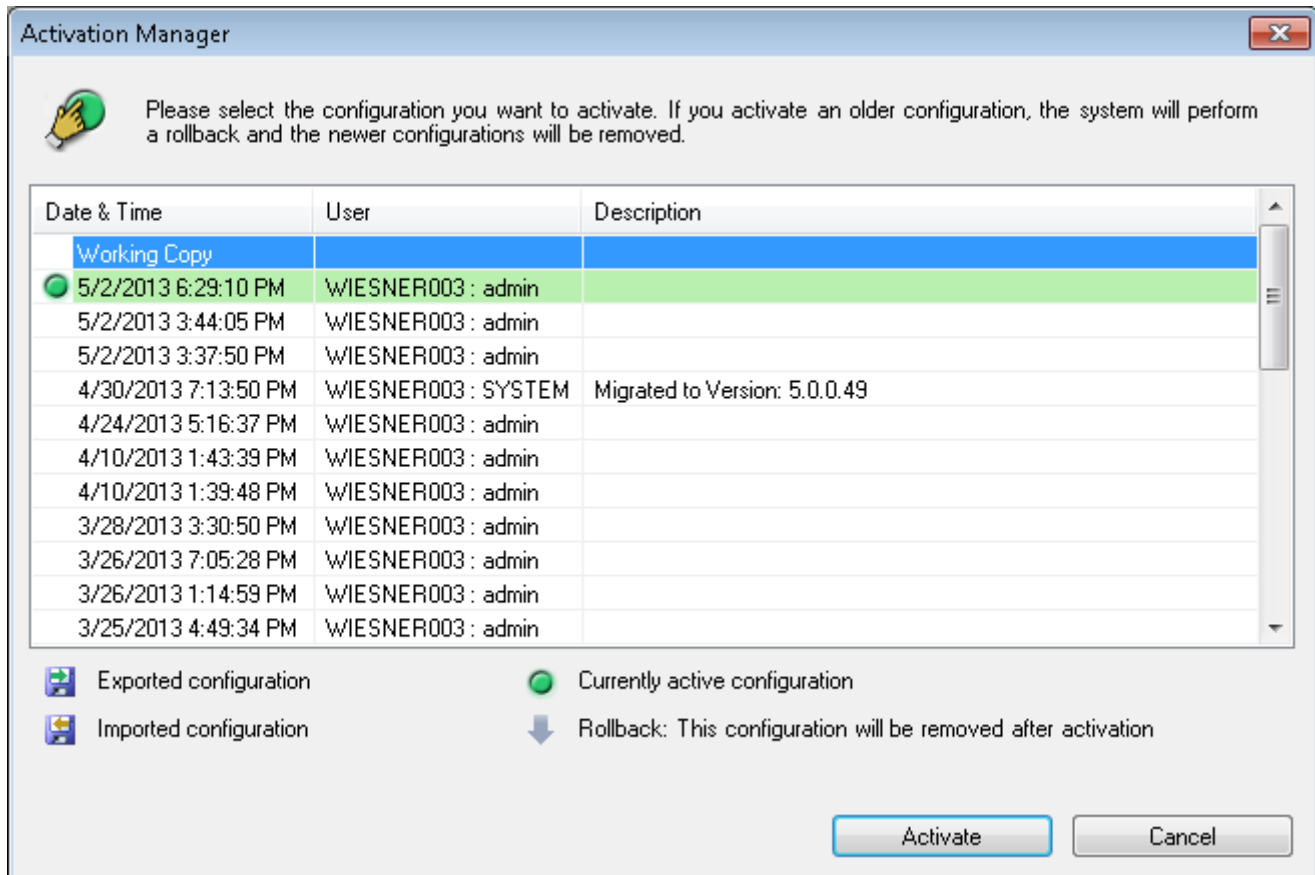 Activation Manager
Please select the configuration you want to activate. If you activate an older configuration, the system will perform
a rollback and the newer configurations will be removed.
Date & Time User Description
Working Copy
5/2/2013 6:29:10 PM WIESNER003 : admin
5/2/2013 3:44:05 PM WIESNER003 : admin
5/2/2013 3:37:50 PM WIESNER003 : admin
4/30/2013 7:13:50 PM WIESNER003 : SYSTEM Migrated to Version: 5.0.0.49
4/24/2013 5:16:37 PM WIESNER003 : admin
4/10/2013 1:43:39 PM WIESNER003 : admin
4/10/2013 1:39:48 PM WIESNER003 : admin
3/28/2013 3:30:50 PM WIESNER003 : admin
3/26/2013 7:05:28 PM WIESNER003 : admin
3/26/2013 1:14:59 PM WIESNER003 : admin
3/25/2013 4:49:34 PM WIESNER003 : admin
Exported configuration Currently active configuration
Imported configuration Rollback: This configuration will be removed after activation
Activate Cancel